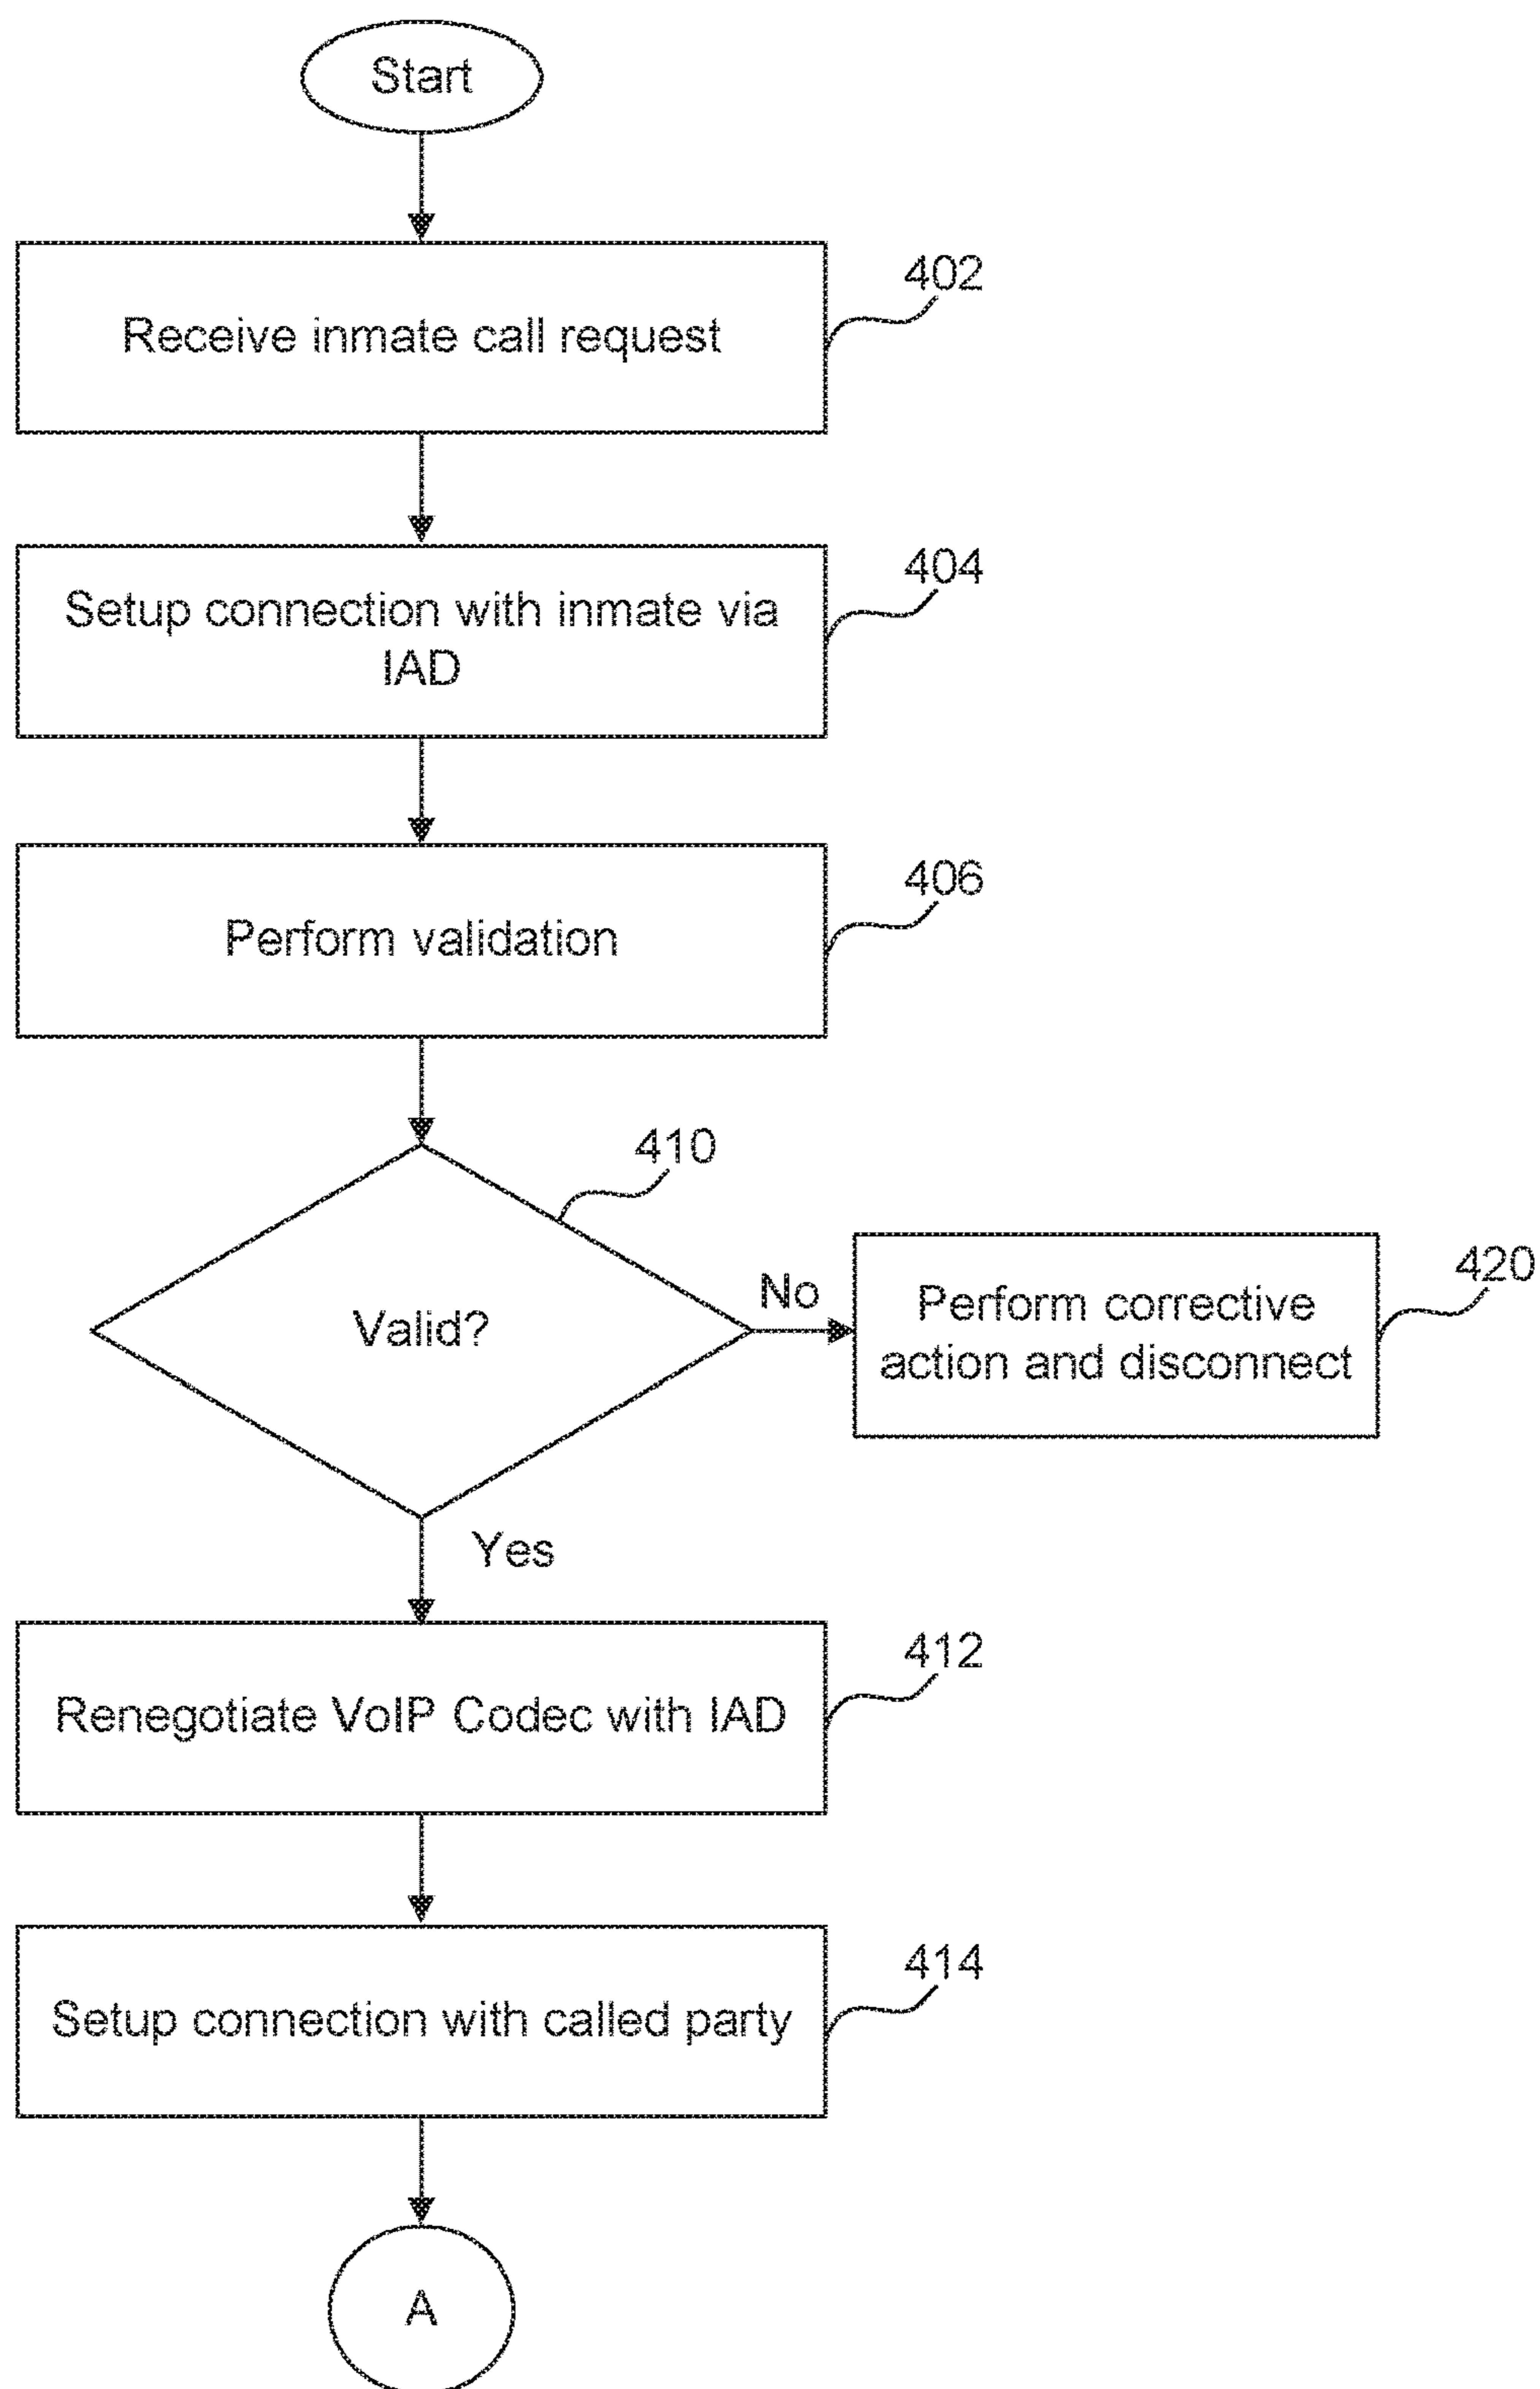 Start
402
Receive inmate call request
404
Setup connection with inmate via
IAD
406
Perform validation
410
Valid?
No
420
Perform corrective
action and disconnect
Yes
412
Renegotiate VoIP Codec with IAD
414
Setup connection with called party
A